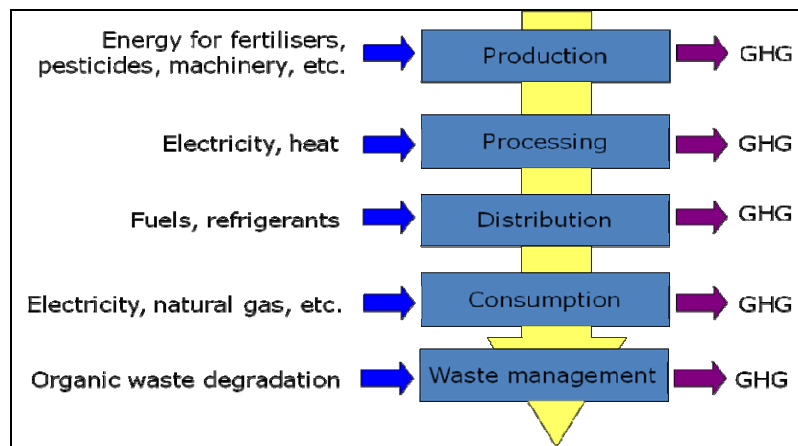 Energy for fertilisers,
pesticides, machinery, etc.
Production
GHG
Electricity, heat
Processing
GHG
Fuels, refrigerants
Distribution
GHG
Electricity, natural gas, etc.
Consumption
GHG
Organic waste degradation
Waste management
GHG